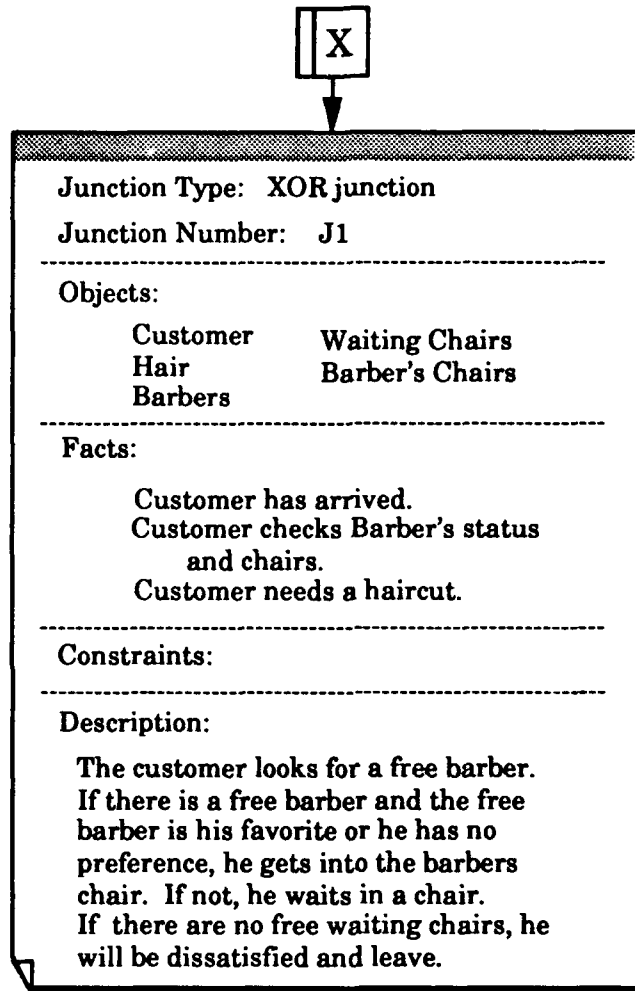 X
Junction Type: XOR junction
Junction Number: J1
Objects:
Customer Waiting Chairs
Hair Barber's Chairs
Barbers
Facts:
Customer has arrived.
Customer checks Barber's status
and chairs.
Customer needs a haircut.
Constraints:
Description:
The customer looks for a free barber.
If there is a free barber and the free
barber is his favorite or he has no
preference, he gets into the barbers
chair. If not, he waits in a chair.
If there are no free waiting chairs, he
will be dissatisfied and leave.